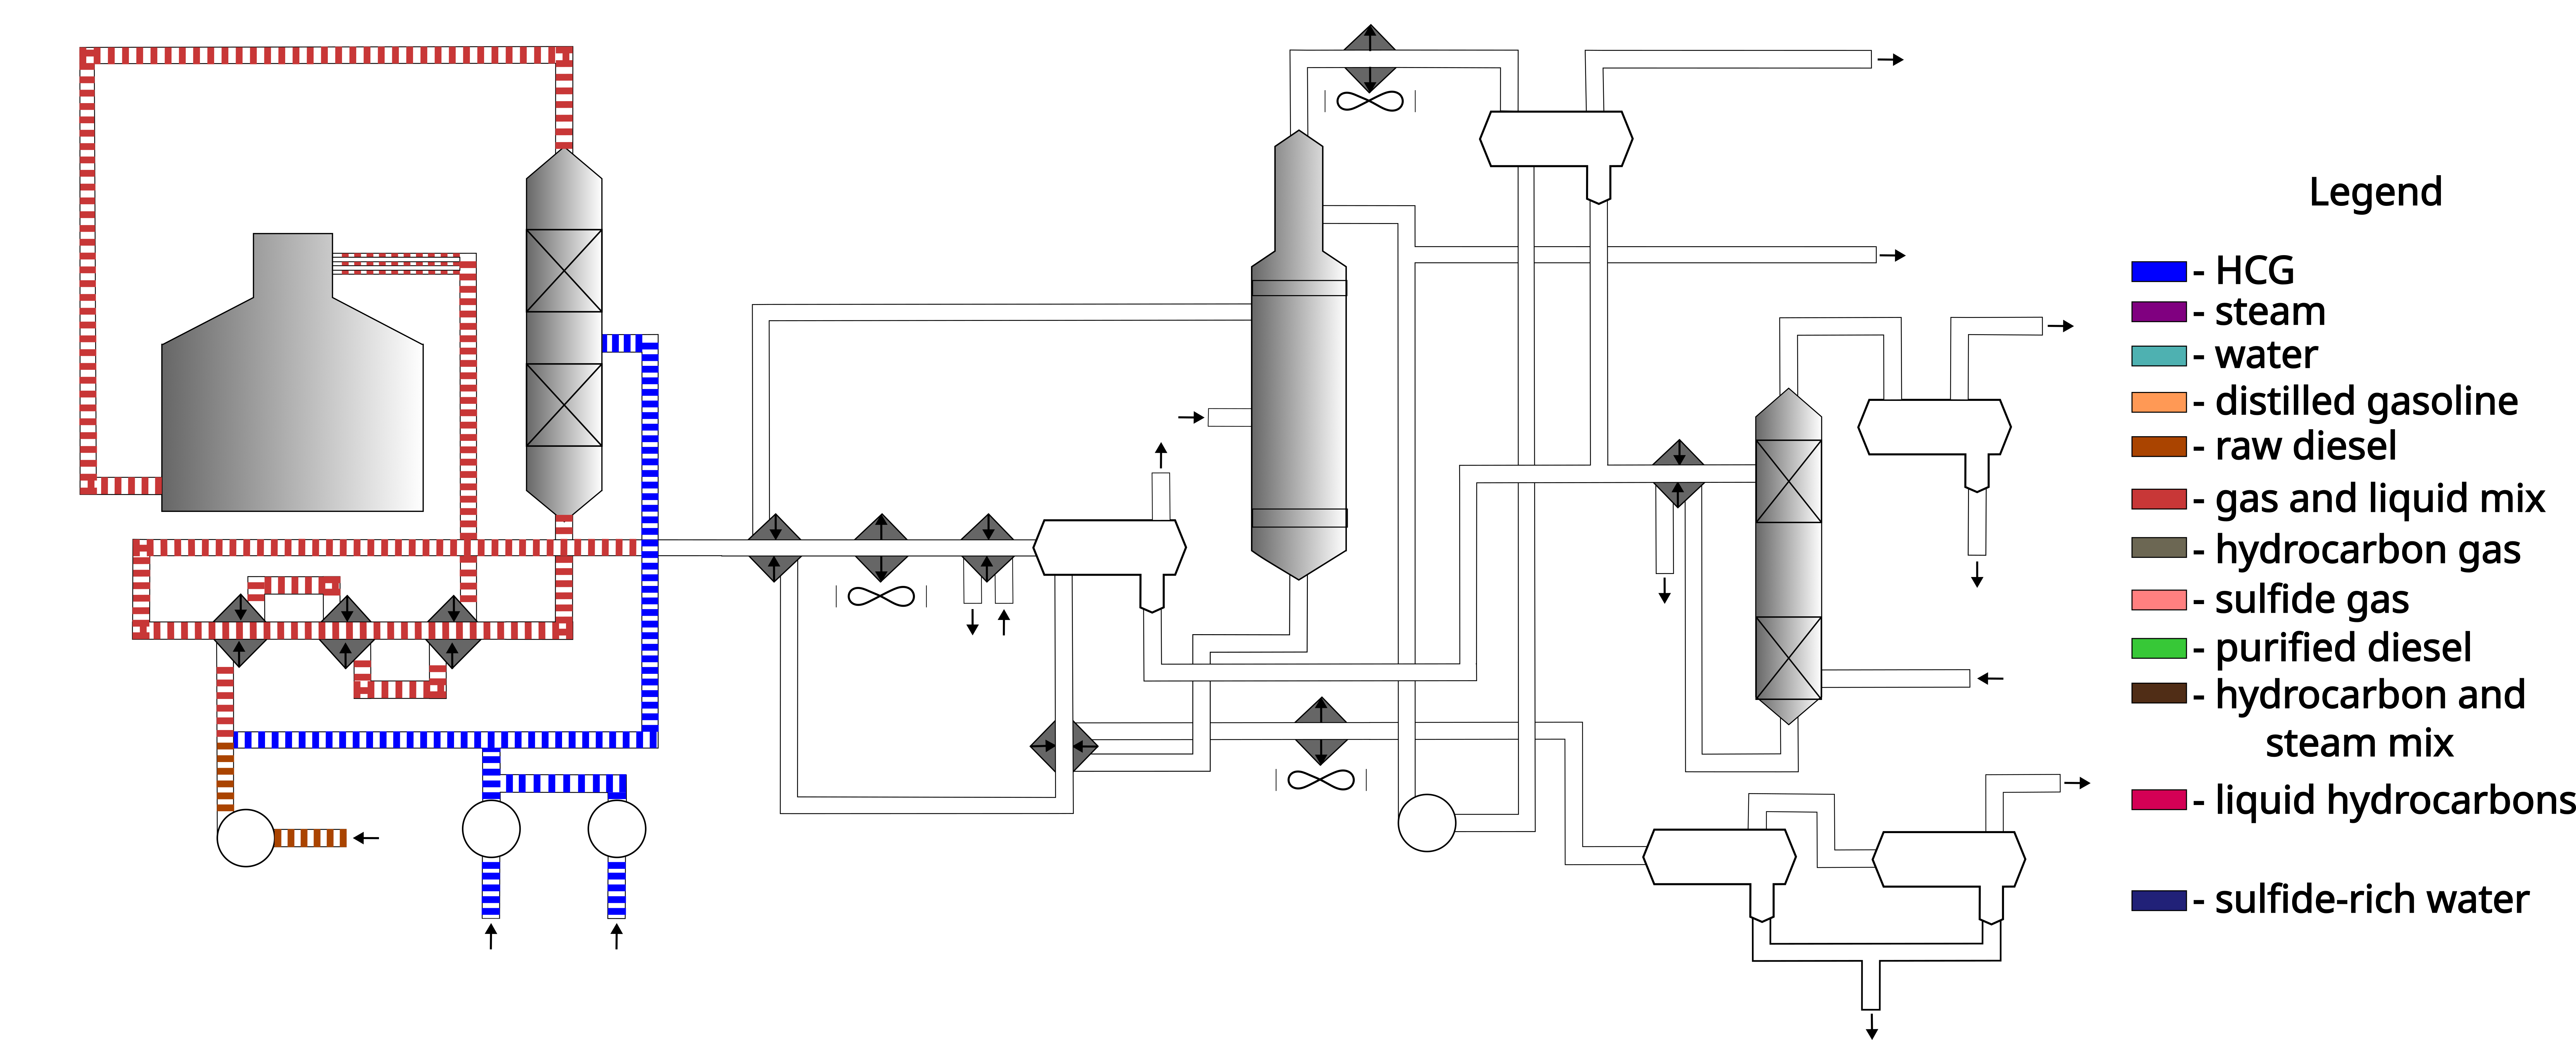 Legend
- HCG
- steam
- water
- distilled gasoline
- raw diesel
- gas and liquid mix
- hydrocarbon gas
- sulfide gas
- purified diesel
- hydrocarbon and
steam mix
- liquid hydrocarbons
- sulfide-rich water